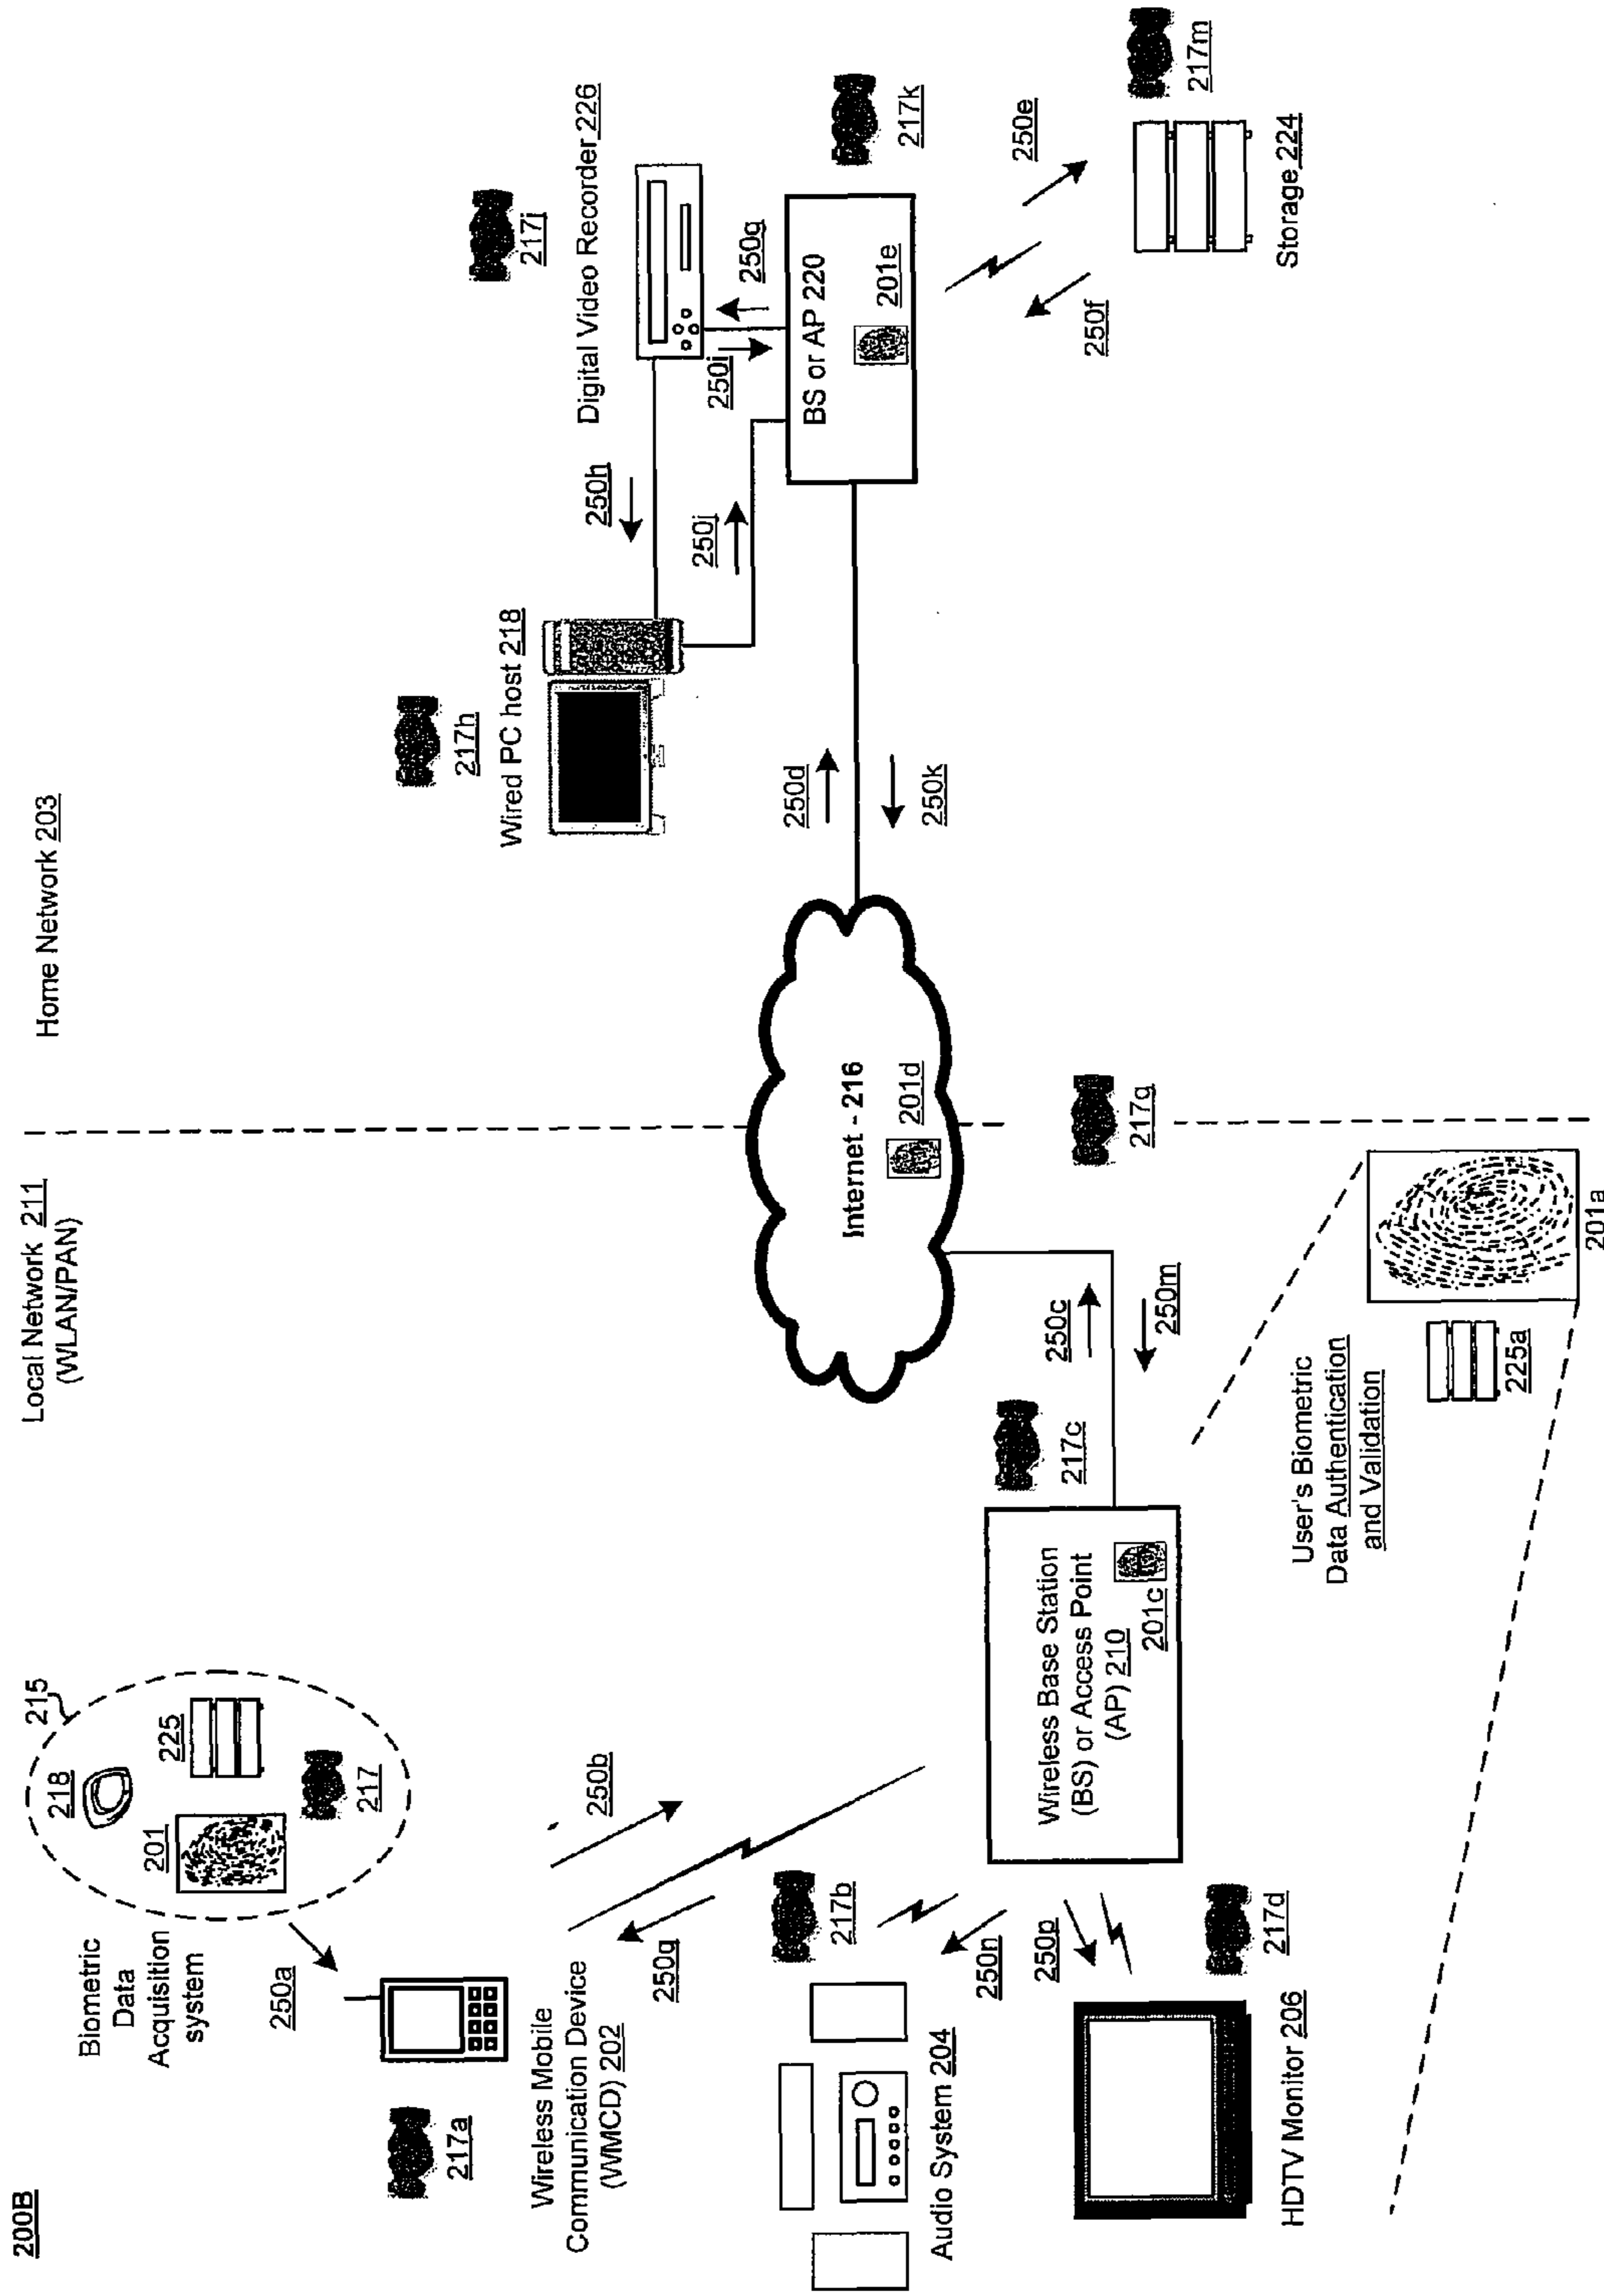 200B
Local Network 211
(WLAN/PAN)
Home Network 203
215
218
225
201
217
Biometric
Data
Acquisition
system
250a
217a
Wireless Mobile
Communication Device
(WMCD) 202
250b
250q
217b
Audio System 204
250n
250p
217d
HDTV Monitor 206
Wireless Base Station
(BS) or Access Point
(AP) 210
201c
217c
250c
250m
Internet - 216
201d
217g
User's Biometric
Data Authentication
and Validation
225a
201a
217h
Wired PC host 218
250h
250j
217j
Digital Video Recorder 226
250g
250i
BS or AP 220
201e
217k
250d
250k
250e
250f
217m
Storage 224